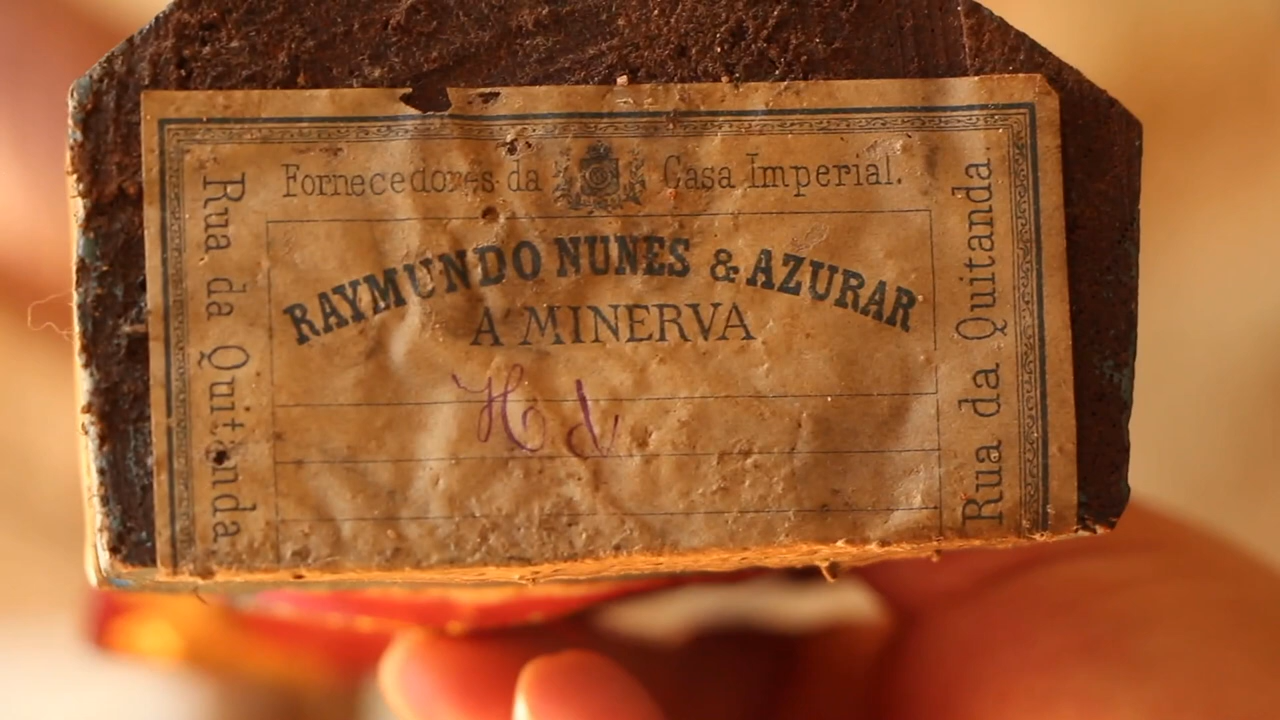 Fornecedores da Casa Imperial.
Rua da Quitanda.
RAYMUNDO NUNES & AZURAR
A' MINERVA
Rua da Quitanda.